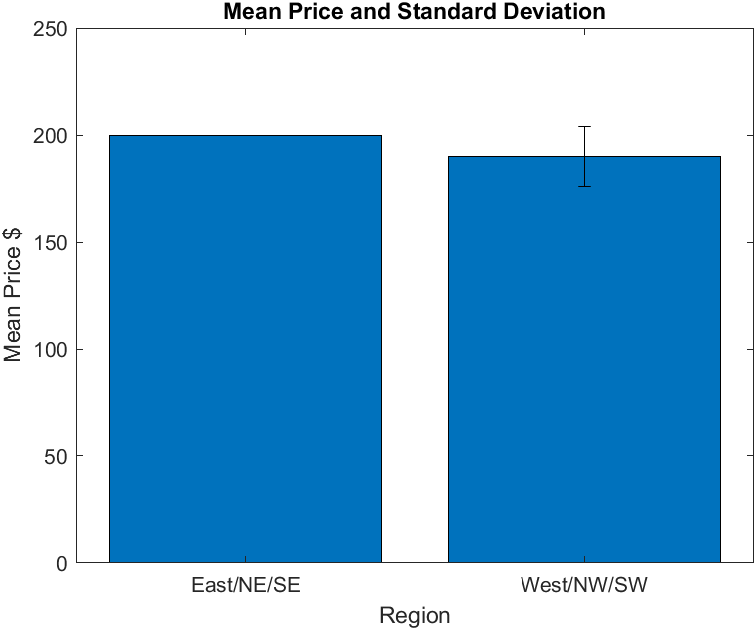 Mean Price and Standard Deviation
250
200
150
100
50
0
Mean Price $
East/NE/SE
West/NW/SW
Region